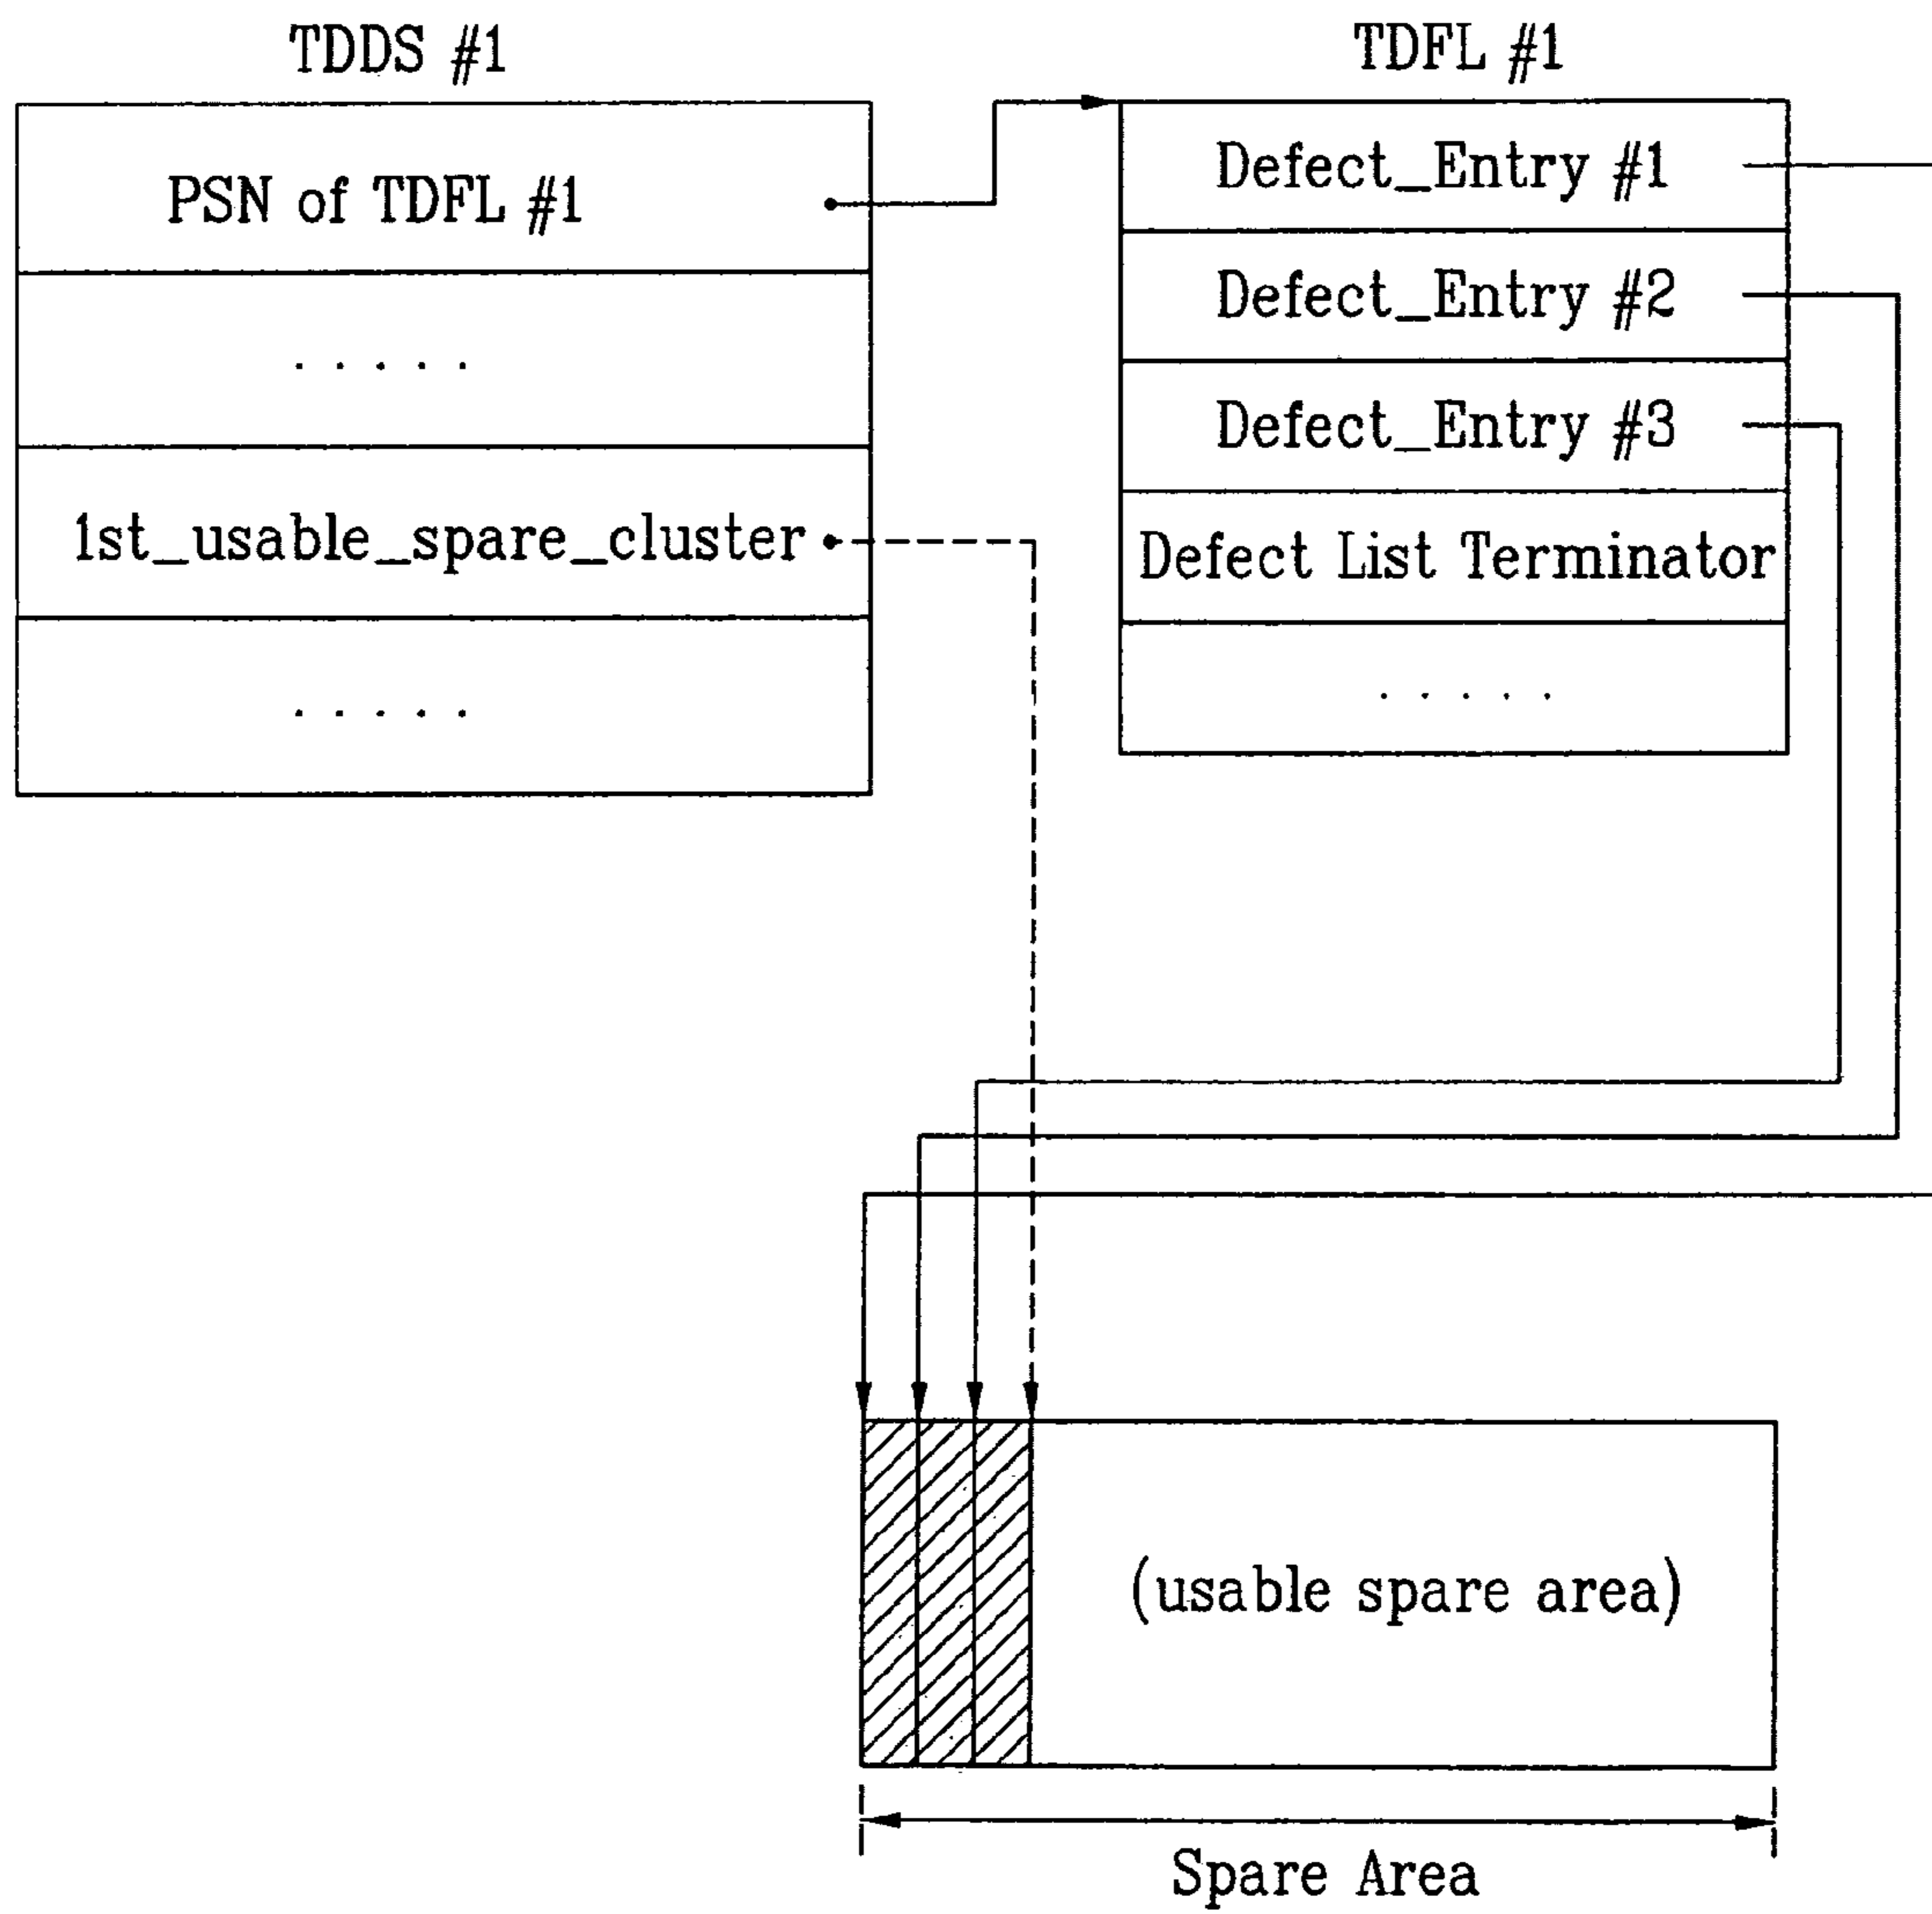 TDDS #1
PSN of TDFL #1
. . . . .
1st_usable_spare_cluster
. . . . .
TDFL #1
Defect_Entry #1
Defect_Entry #2
Defect_Entry #3
Defect List Terminator
. . . . .
(usable spare area)
Spare Area